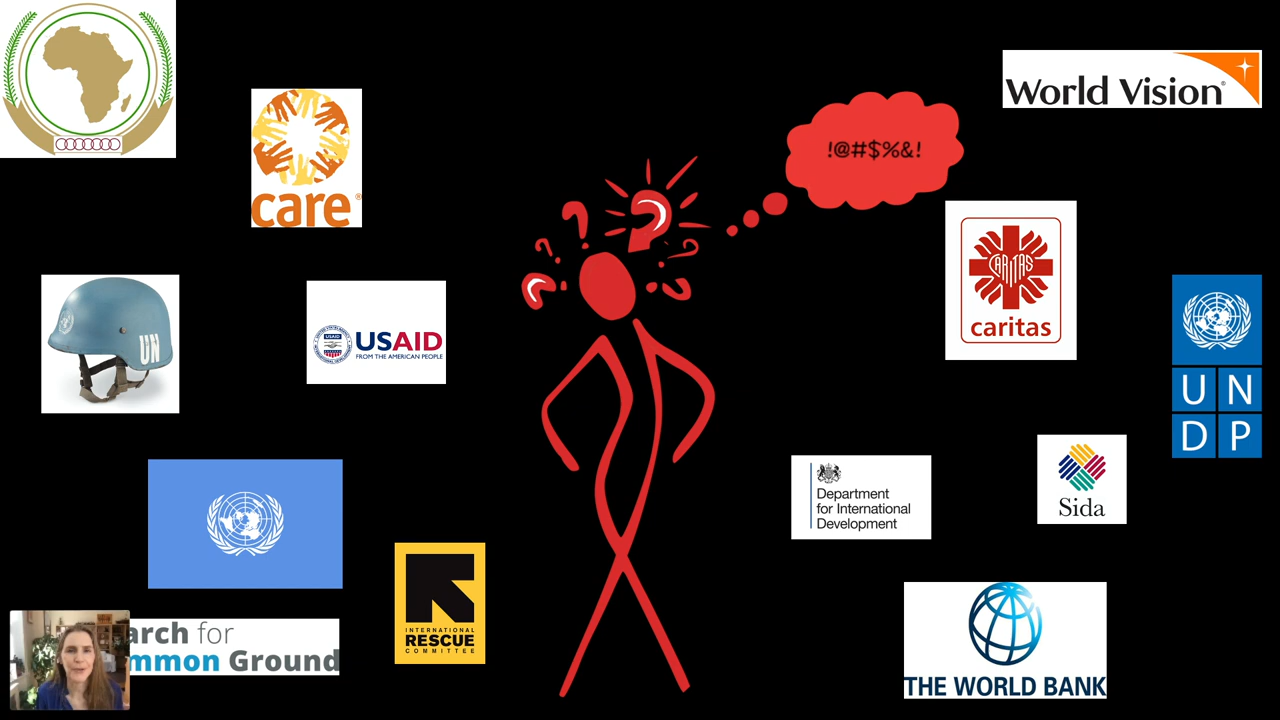 World Vision®
care®
!@#$%&!
CARITAS
caritas
UN
USAID
USAID
FROM THE AMERICAN PEOPLE
U N
D P
Department
for International
Development
Sida
INTERNATIONAL
RESCUE
COMMITTEE
arch for
mmon Ground
THE WORLD BANK